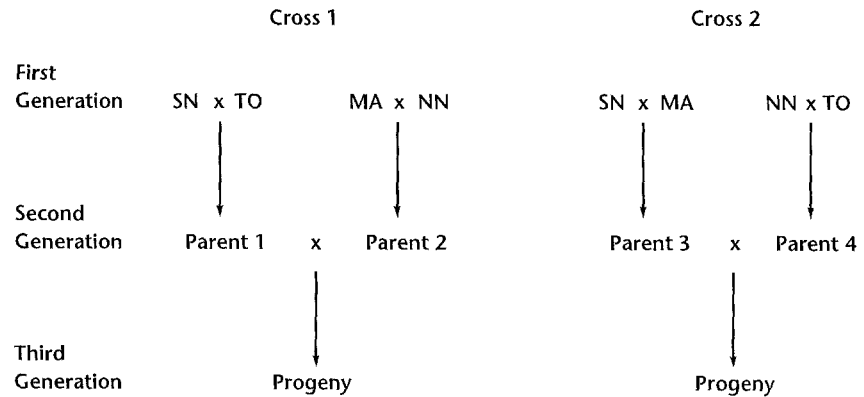 Cross 1 Cross 2
First
Generation SN x TO MA x NN SN x MA NN x TO
Second
Generation Parent 1 x Parent 2 Parent 3 x Parent 4
Third
Generation Progeny Progeny